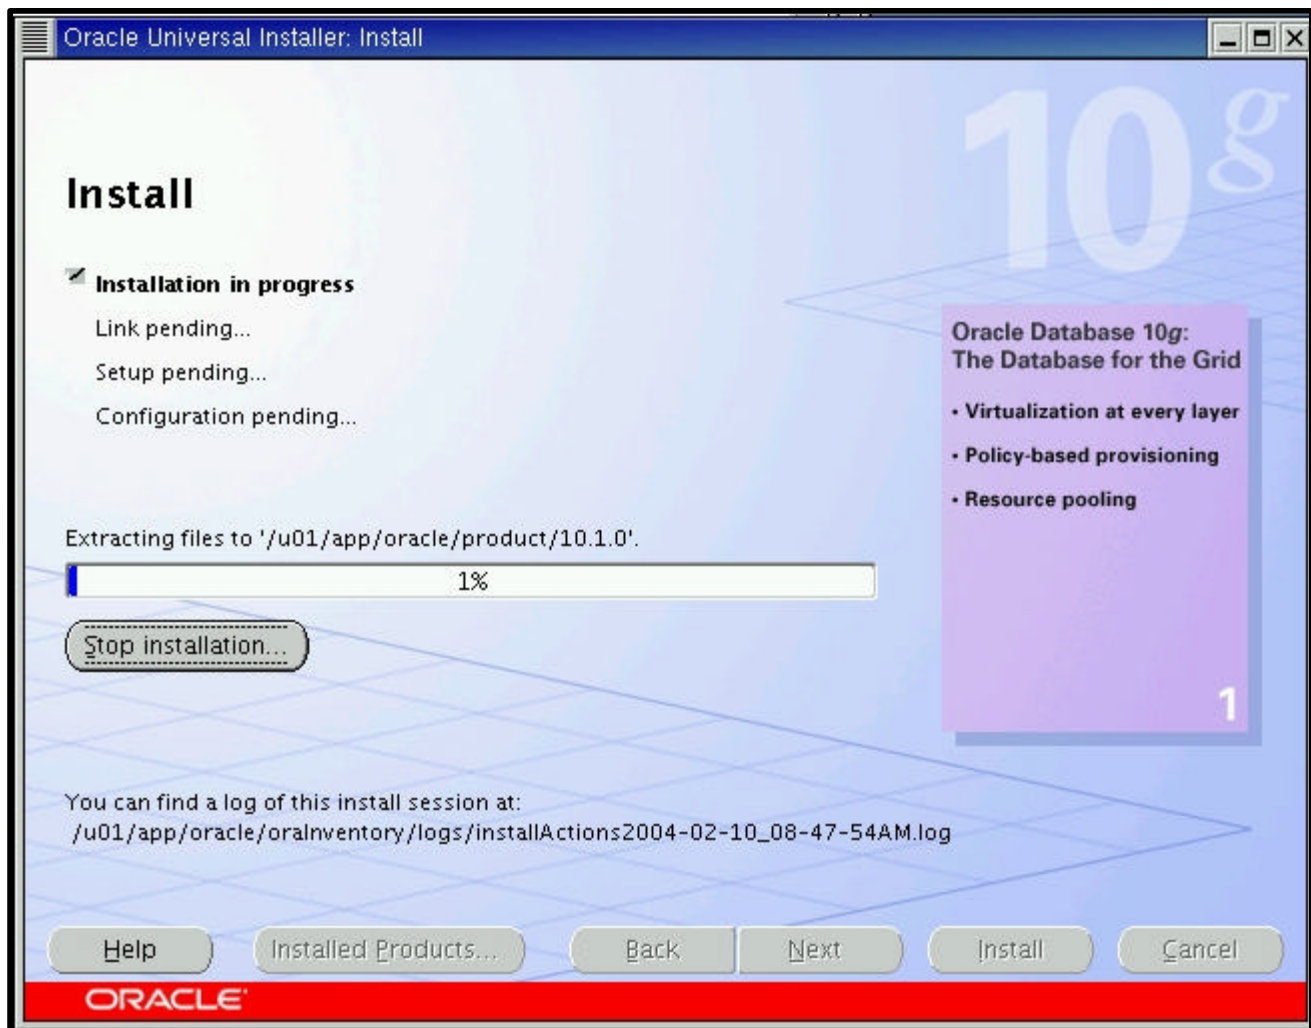 Oracle Universal Installer: Install
10g
Install
Installation in progress
Link pending...
Setup pending...
Configuration pending...
Oracle Database 10g:
The Database for the Grid
• Virtualization at every layer
• Policy-based provisioning
• Resource pooling
1
Extracting files to '/u01/app/oracle/product/10.1.0'.
1%
Stop installation...
You can find a log of this install session at:
/u01/app/oracle/oraInventory/logs/installActions2004-02-10_08-47-54AM.log
Help Installed Products... Back Next Install Cancel
ORACLE